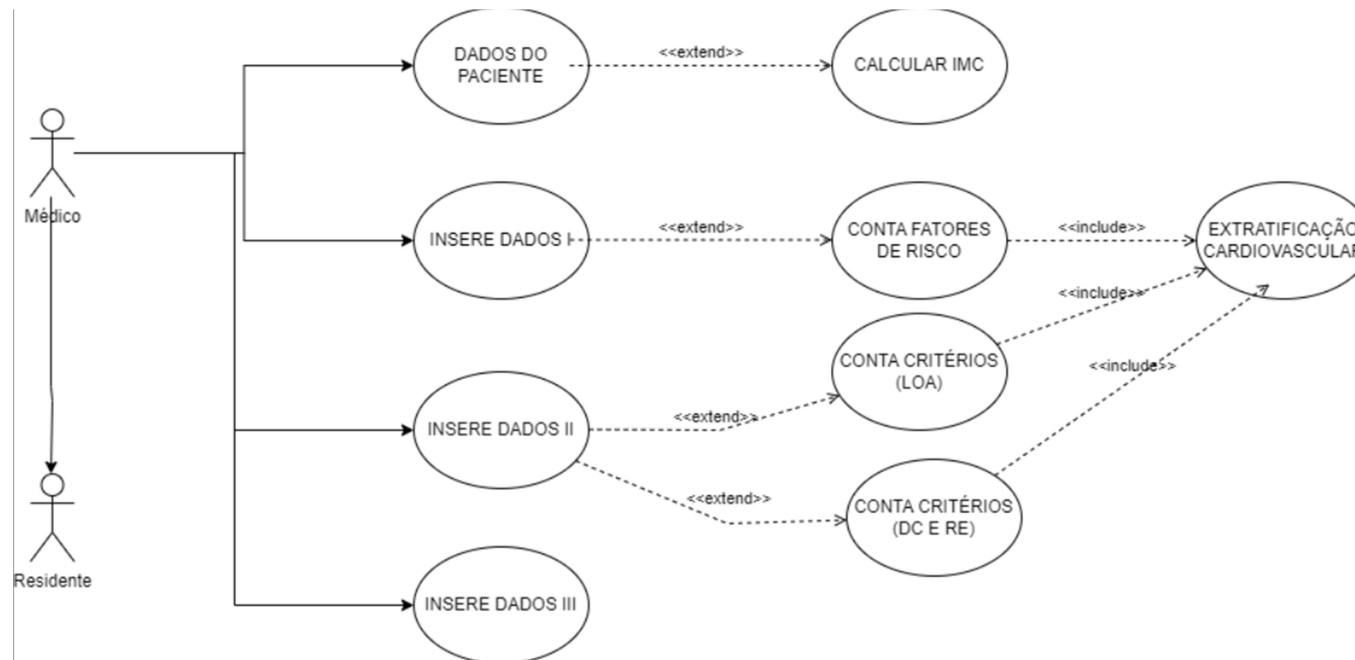 DADOS DO
PACIENTE
<<extend>>
CALCULAR IMC
Médico
INSERE DADOS I
<<extend>>
CONTA FATORES
DE RISCO
<<include>>
EXTRATIFICAÇÃO
CARDIOVASCULAR
<<include>>
CONTA CRITÉRIOS
(LOA)
<<include>>
INSERE DADOS II
<<extend>>
<<extend>>
CONTA CRITÉRIOS
(DC E RE)
Residente
INSERE DADOS III